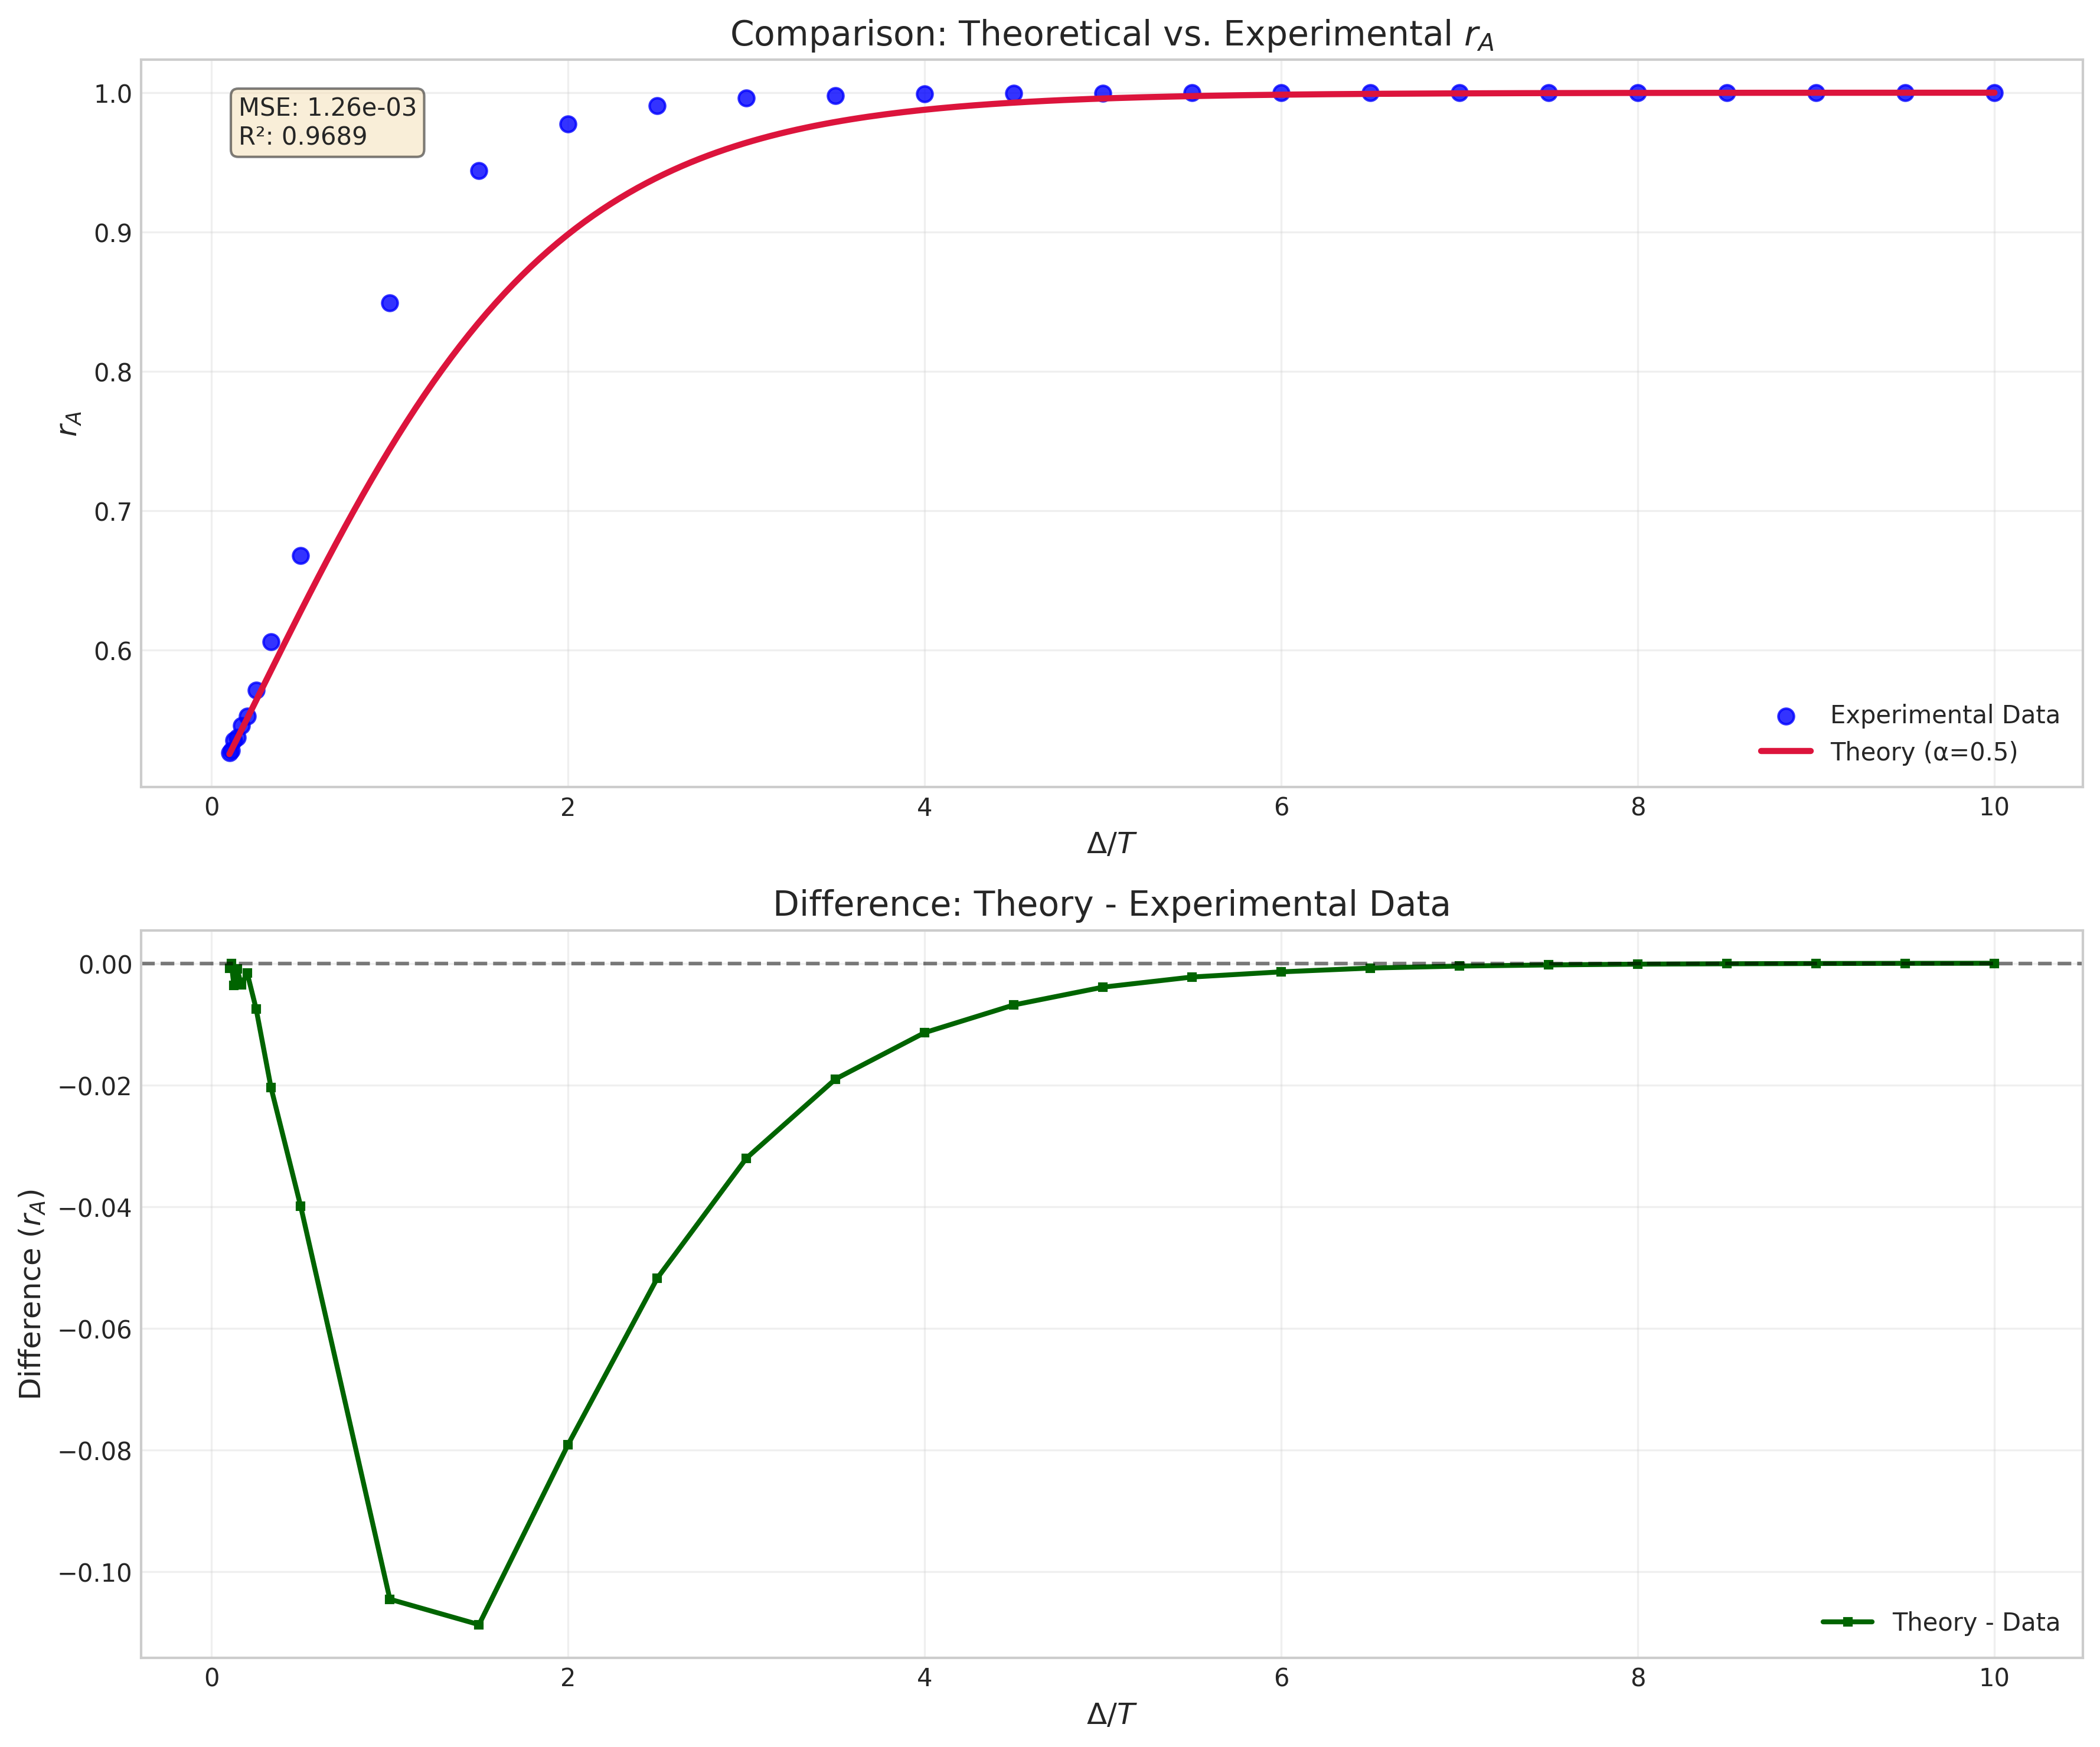 Comparison: Theoretical vs. Experimental r_A
MSE: 1.26e-03
R²: 0.9689
1.0
0.9
0.8
0.7
0.6
r_A
Experimental Data
Theory (α=0.5)
0 2 4 6 8 10
Δ/T
Difference: Theory - Experimental Data
0.00
−0.02
−0.04
−0.06
−0.08
−0.10
Difference (r_A)
Theory - Data
0 2 4 6 8 10
Δ/T